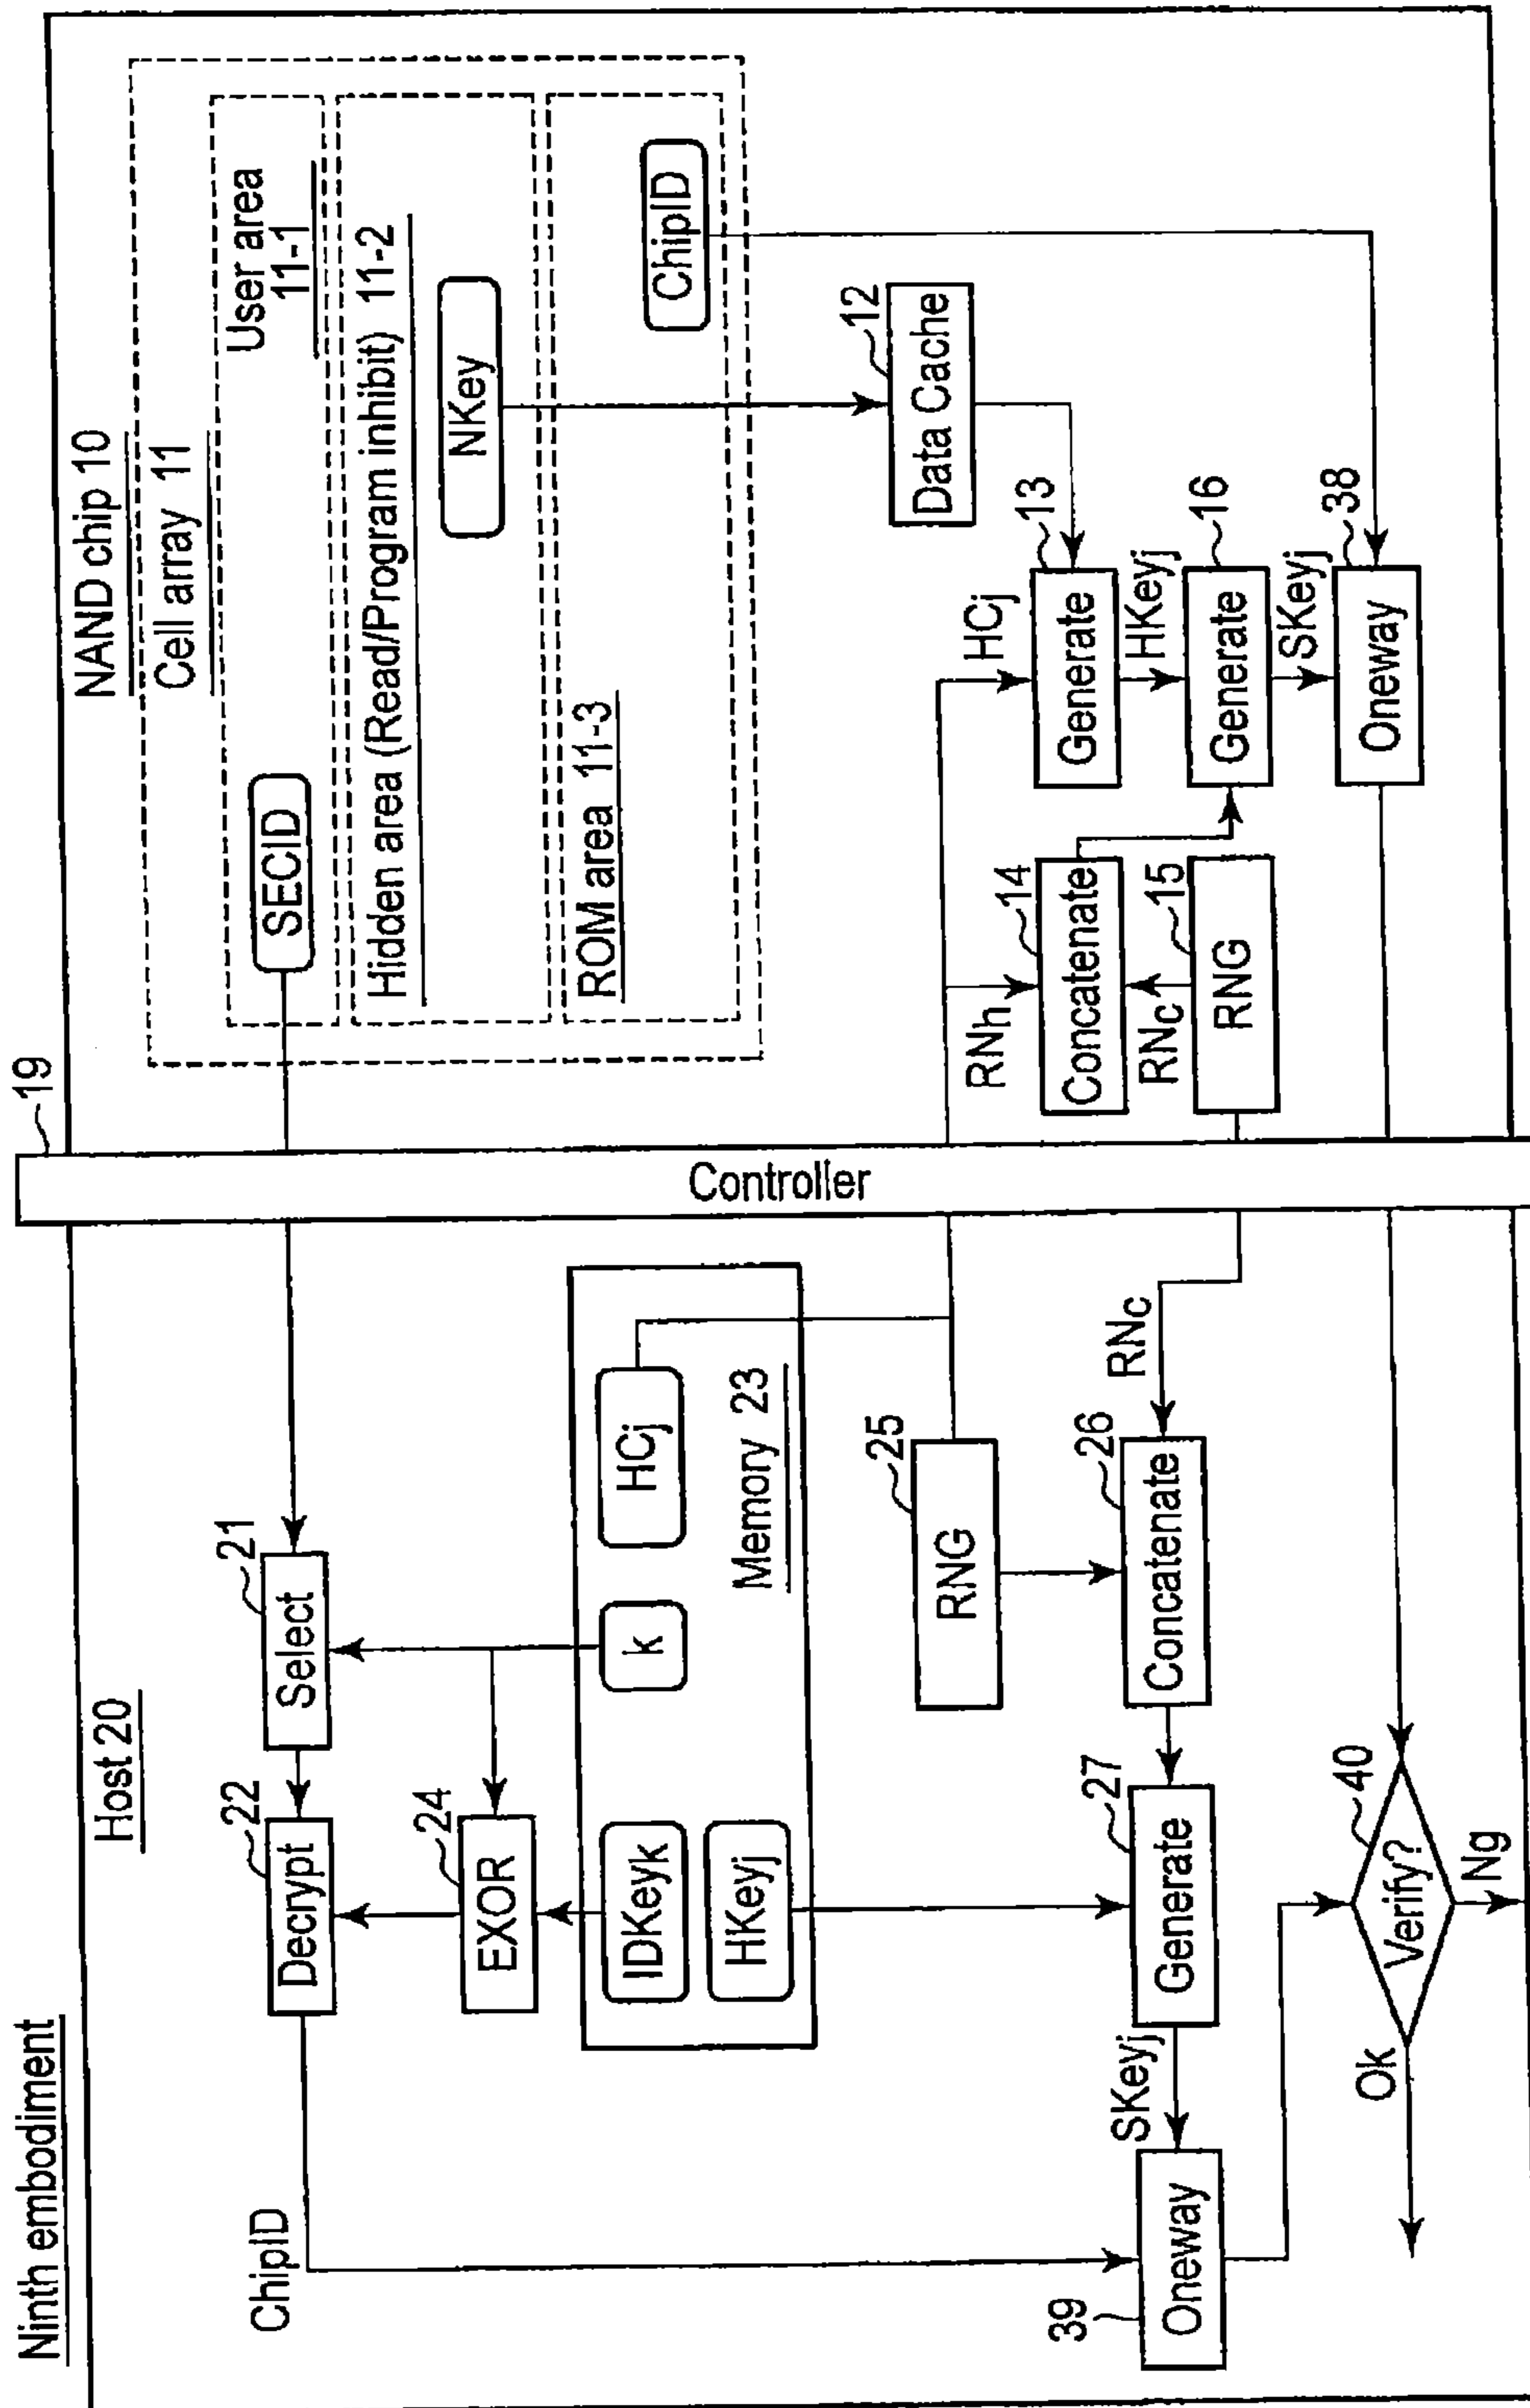 Ninth embodiment
Host 20
ChipID
Decrypt
22
Select
21
EXOR
24
IDKeyk
HKeyj
k
HCj
Memory 23
RNG
25
RNc
Concatenate
26
Generate
27
SKeyj
Oneway
39
Verify?
40
Ok
Ng
Controller
19
NAND chip 10
Cell array 11
User area
11-1
SECID
Hidden area (Read/Program inhibit) 11-2
NKey
ROM area 11-3
ChipID
Data Cache
12
HCj
Generate
13
RNh
Concatenate
14
RNc
RNG
15
HKeyj
Generate
16
SKeyj
Oneway
38